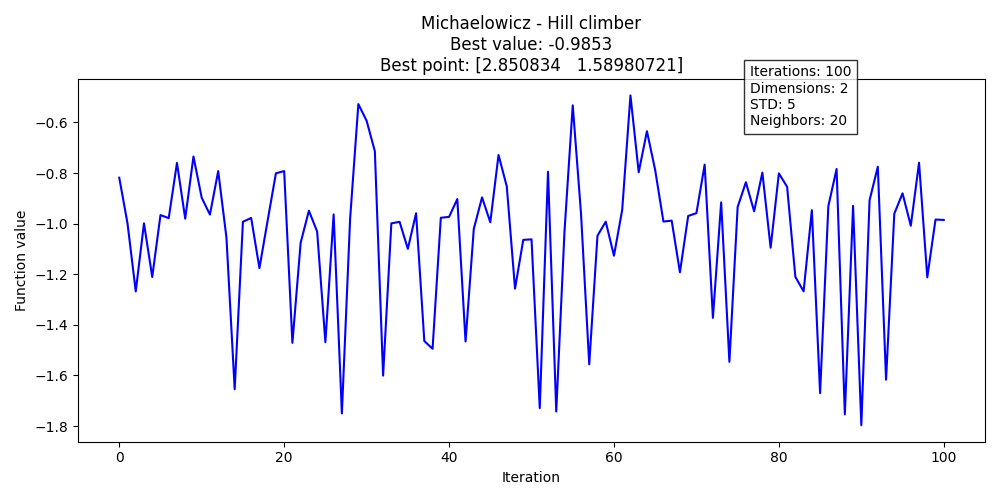 Michaelowicz - Hill climber
Best value: -0.9853
Best point: [2.850834   1.58980721]
Iterations: 100
Dimensions: 2
STD: 5
Neighbors: 20
Function value
−0.6
−0.8
−1.0
−1.2
−1.4
−1.6
−1.8
0
20
40
60
80
100
Iteration